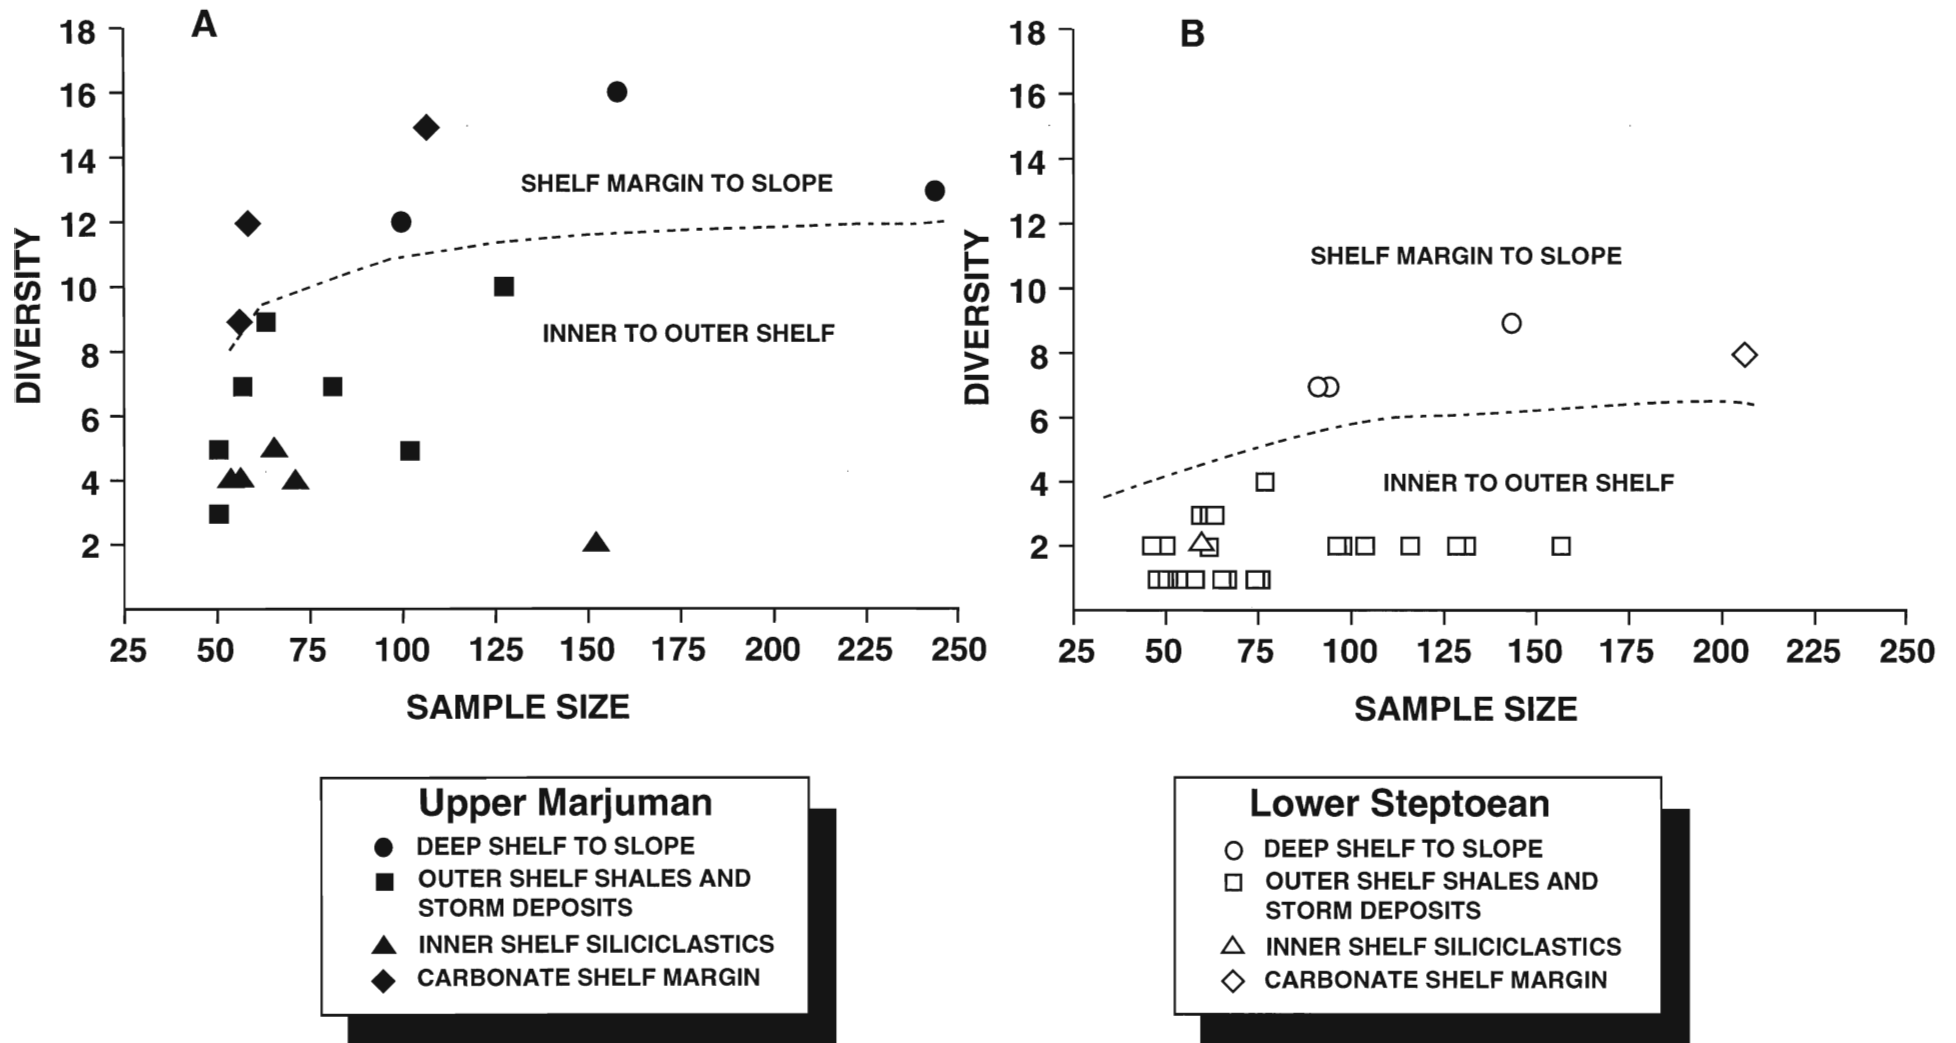 A
18
16
14
12
10
8
6
4
2
DIVERSITY
SHELF MARGIN TO SLOPE
INNER TO OUTER SHELF
25 50 75 100 125 150 175 200 225 250
SAMPLE SIZE
Upper Marjuman
DEEP SHELF TO SLOPE
OUTER SHELF SHALES AND
STORM DEPOSITS
INNER SHELF SILICICLASTICS
CARBONATE SHELF MARGIN
B
18
16
14
12
10
8
6
4
2
DIVERSITY
SHELF MARGIN TO SLOPE
INNER TO OUTER SHELF
25 50 75 100 125 150 175 200 225 250
SAMPLE SIZE
Lower Steptoean
DEEP SHELF TO SLOPE
OUTER SHELF SHALES AND
STORM DEPOSITS
INNER SHELF SILICICLASTICS
CARBONATE SHELF MARGIN